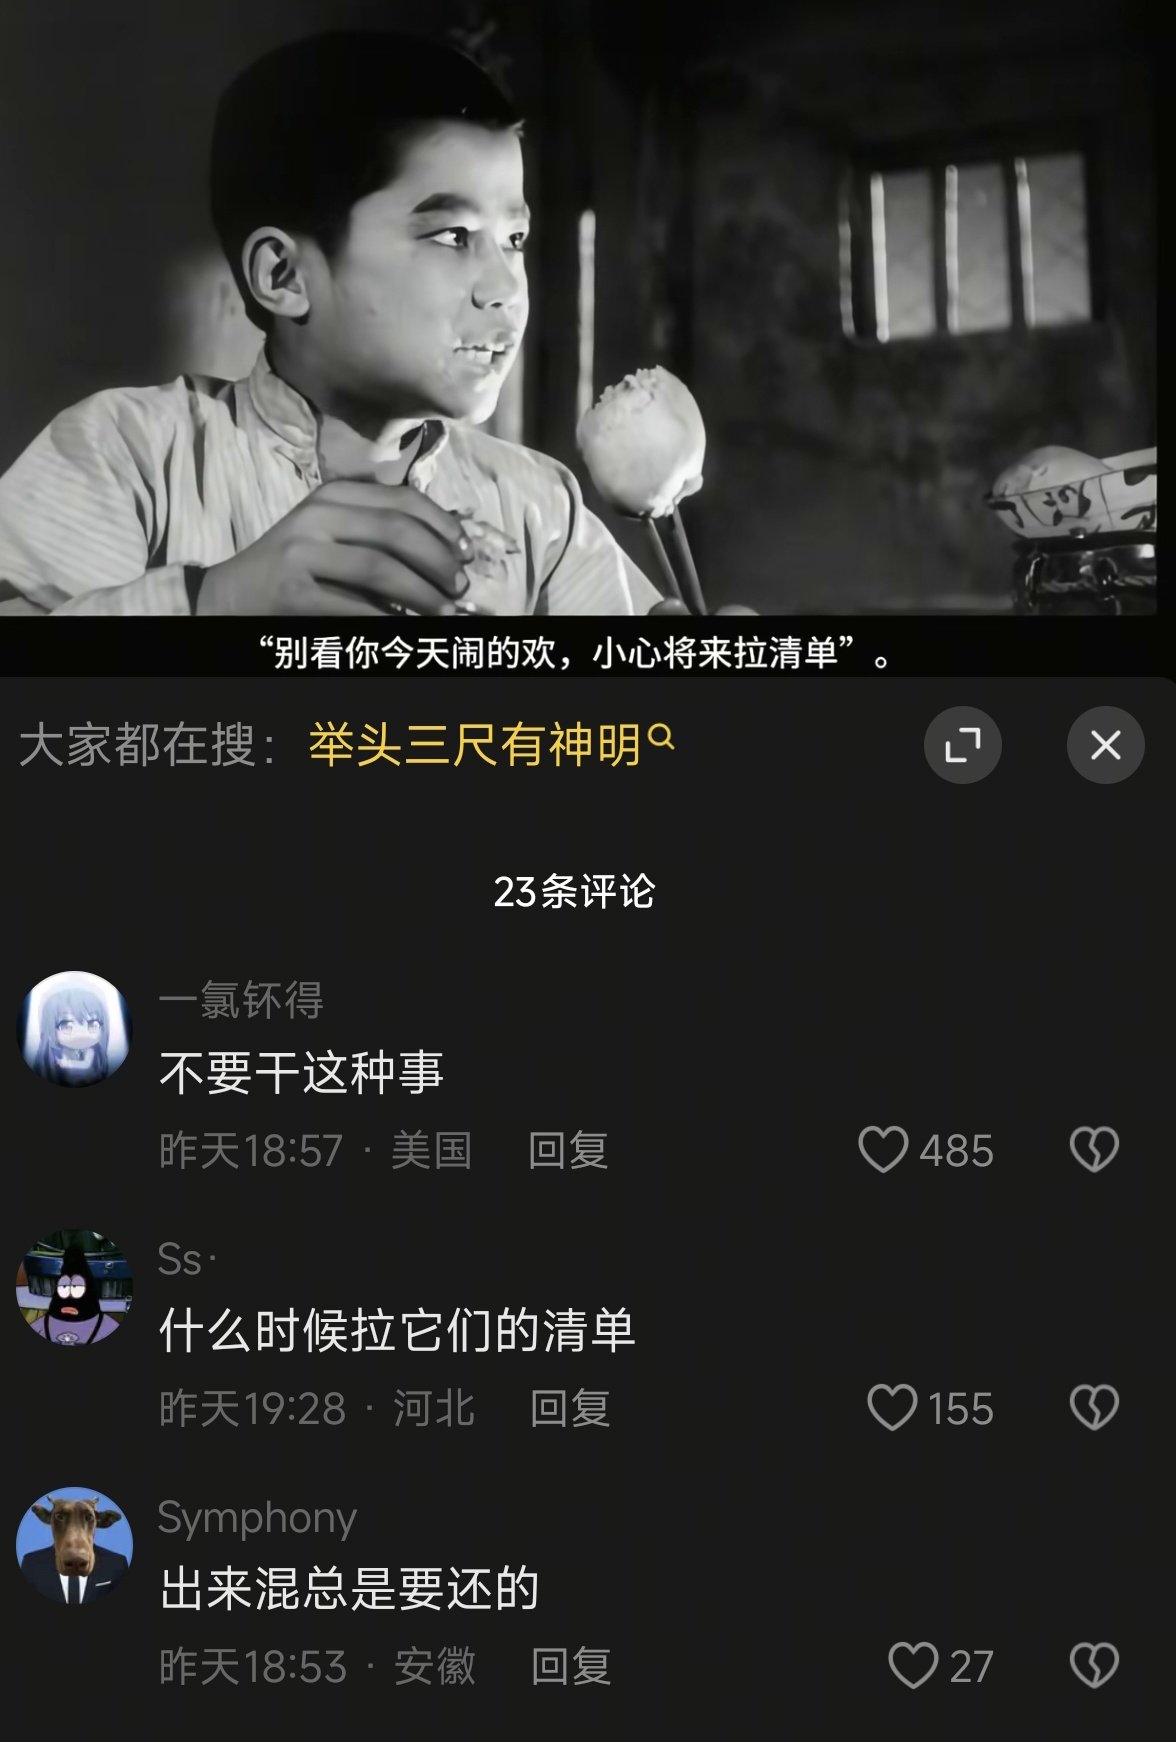 “别看你今天闹的欢，小心将来拉清单”。
大家都在搜：举头三尺有神明
23条评论
一氯钚得
不要干这种事
昨天18:57 · 美国 回复 485
Ss·
什么时候拉它们的清单
昨天19:28 · 河北 回复 155
Symphony
出来混总是要还的
昨天18:53 · 安徽 回复 27